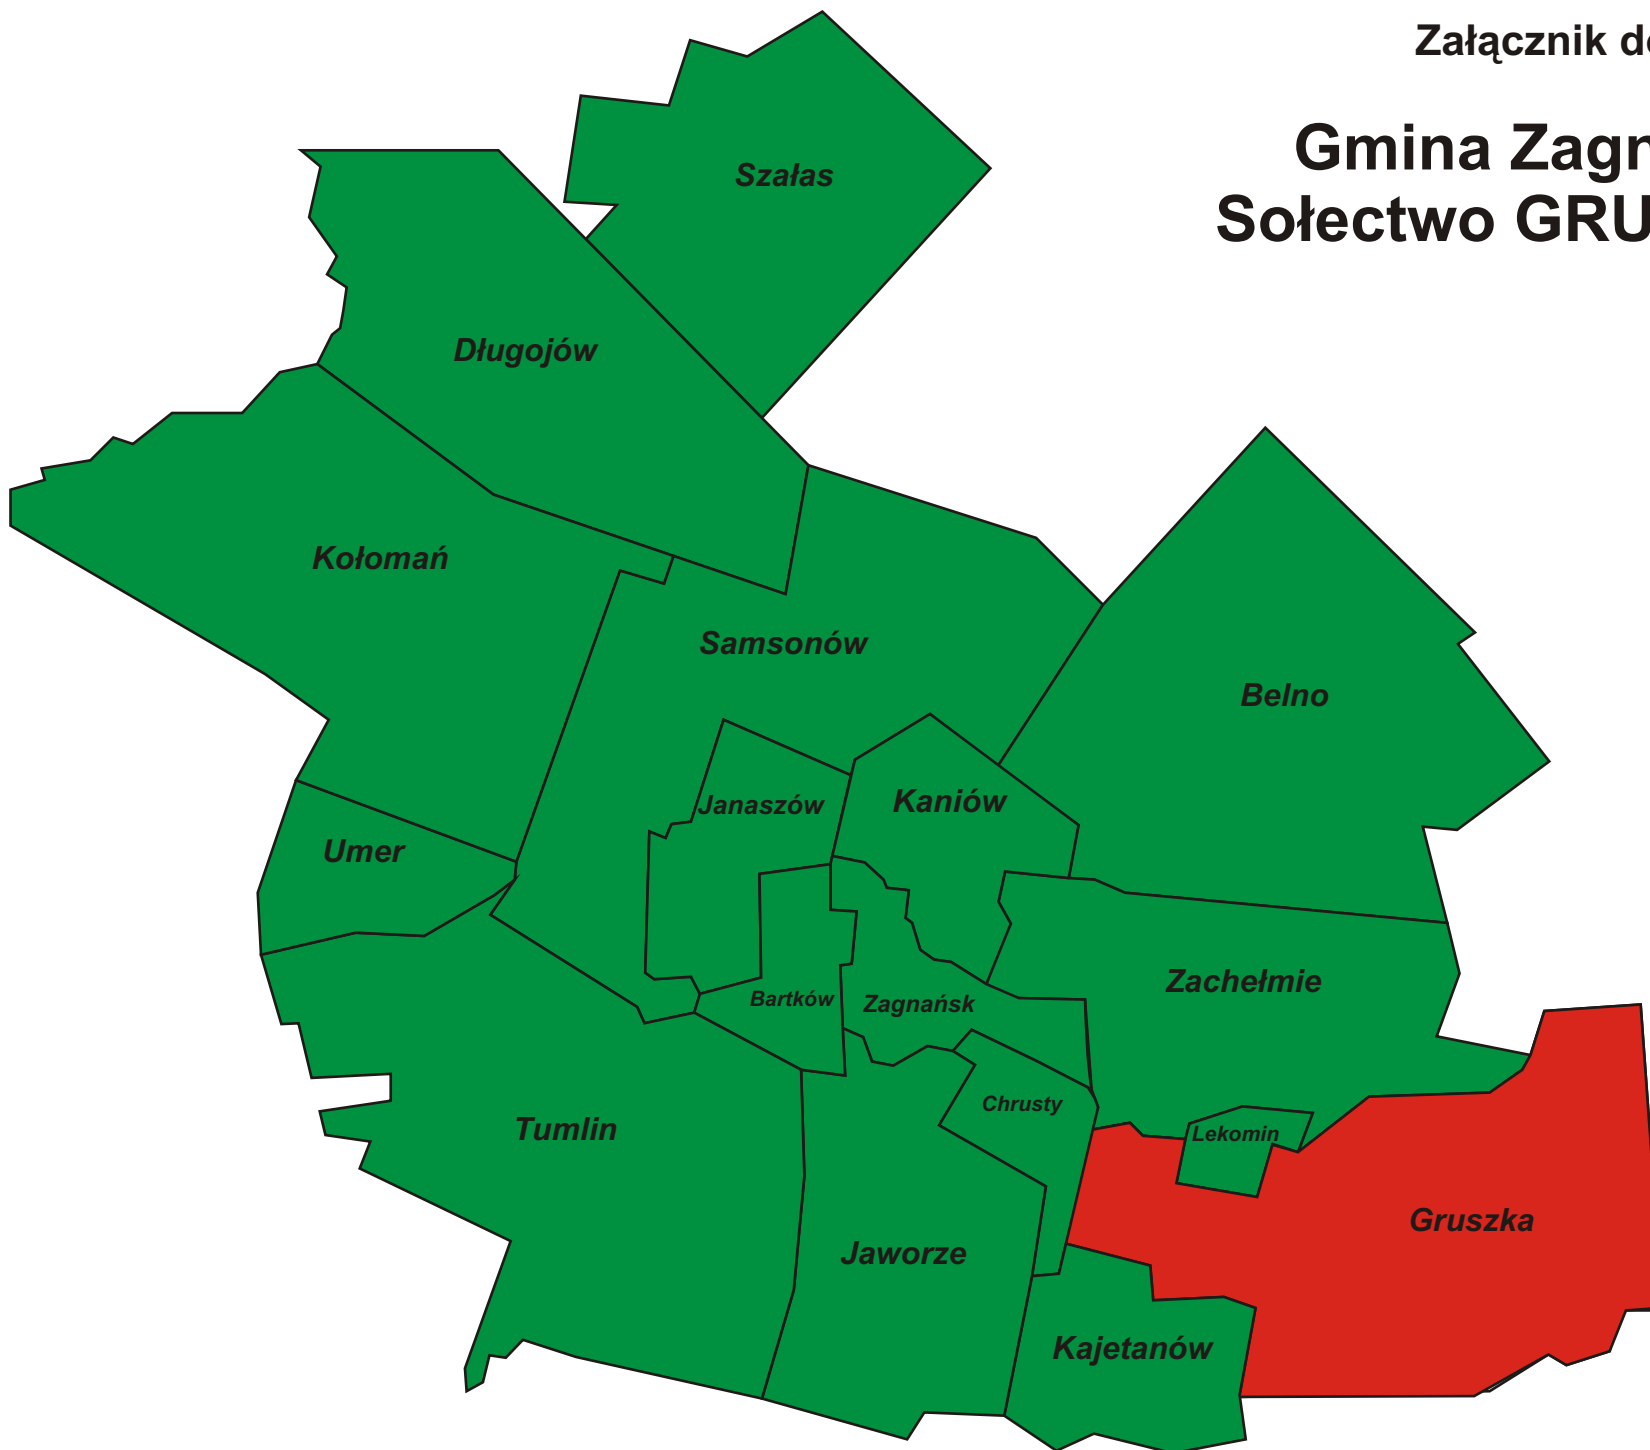 Załącznik do
Gmina Zagn
Sołectwo GRU
Szałas
Długojów
Kołomań
Samsonów
Belno
Janaszów
Kaniów
Umer
Zachełmie
Bartków
Zagnańsk
Chrusty
Tumlin
Lekomin
Gruszka
Jaworze
Kajetanów